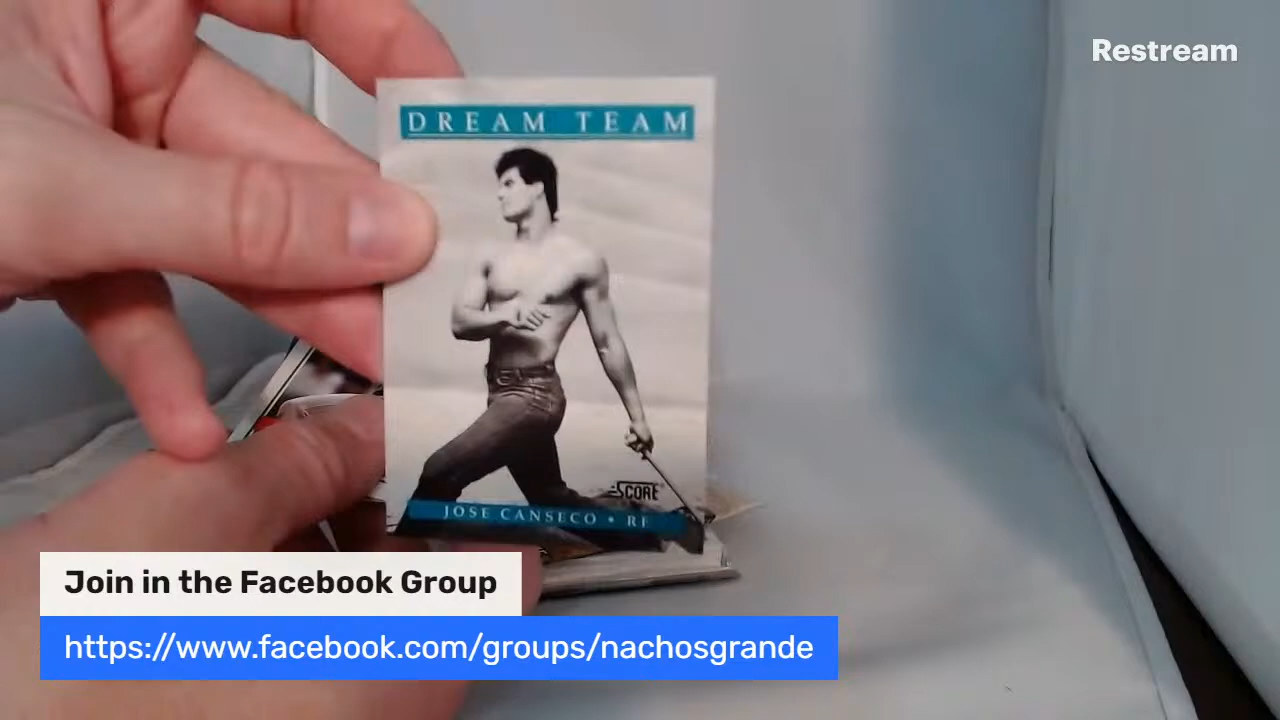 Restream
DREAM TEAM
SCORE
JOSE CANSECO • RF
Join in the Facebook Group
https://www.facebook.com/groups/nachosgrande